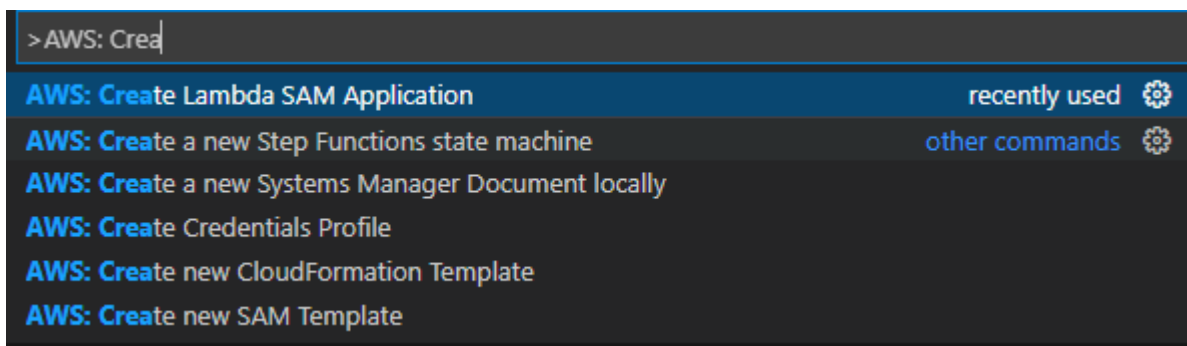 >AWS: Crea
AWS: Create Lambda SAM Application recently used
AWS: Create a new Step Functions state machine other commands
AWS: Create a new Systems Manager Document locally
AWS: Create Credentials Profile
AWS: Create new CloudFormation Template
AWS: Create new SAM Template